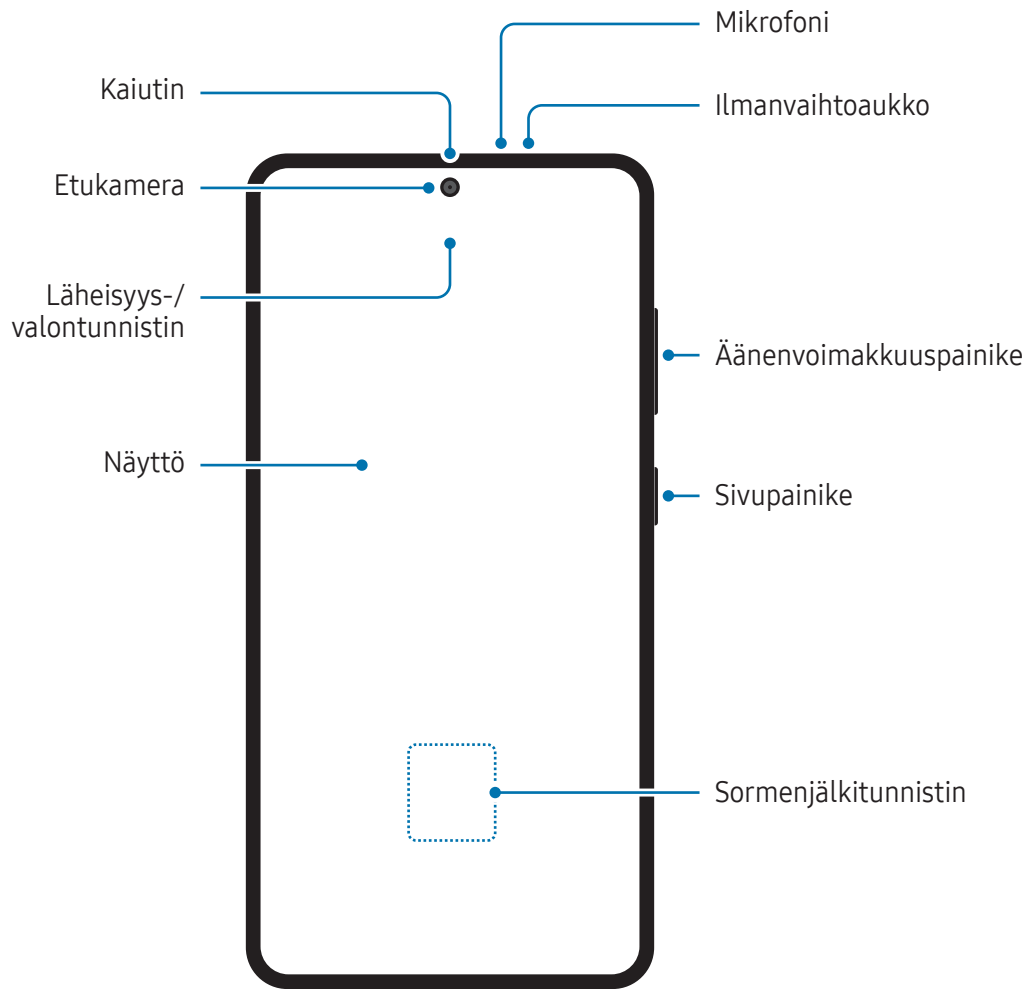 Mikrofoni
Kaiutin
Ilmanvaihtoaukko
Etukamera
Läheisyys-/
valontunnistin
Äänenvoimakkuuspainike
Näyttö
Sivupainike
Sormenjälkitunnistin